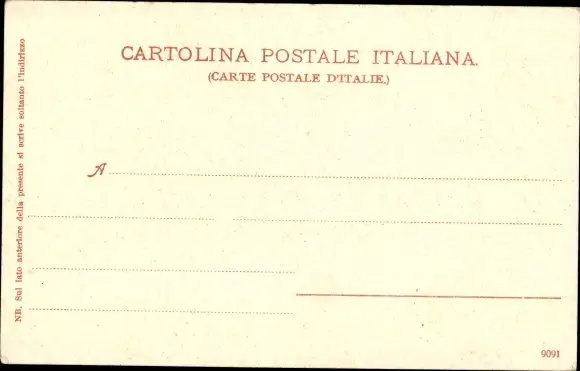 CARTOLINA POSTALE ITALIANA.
(CARTE POSTALE D'ITALIE.)
A
NB. Sul lato anteriore della presente si scrive soltanto l'indirizzo
9091